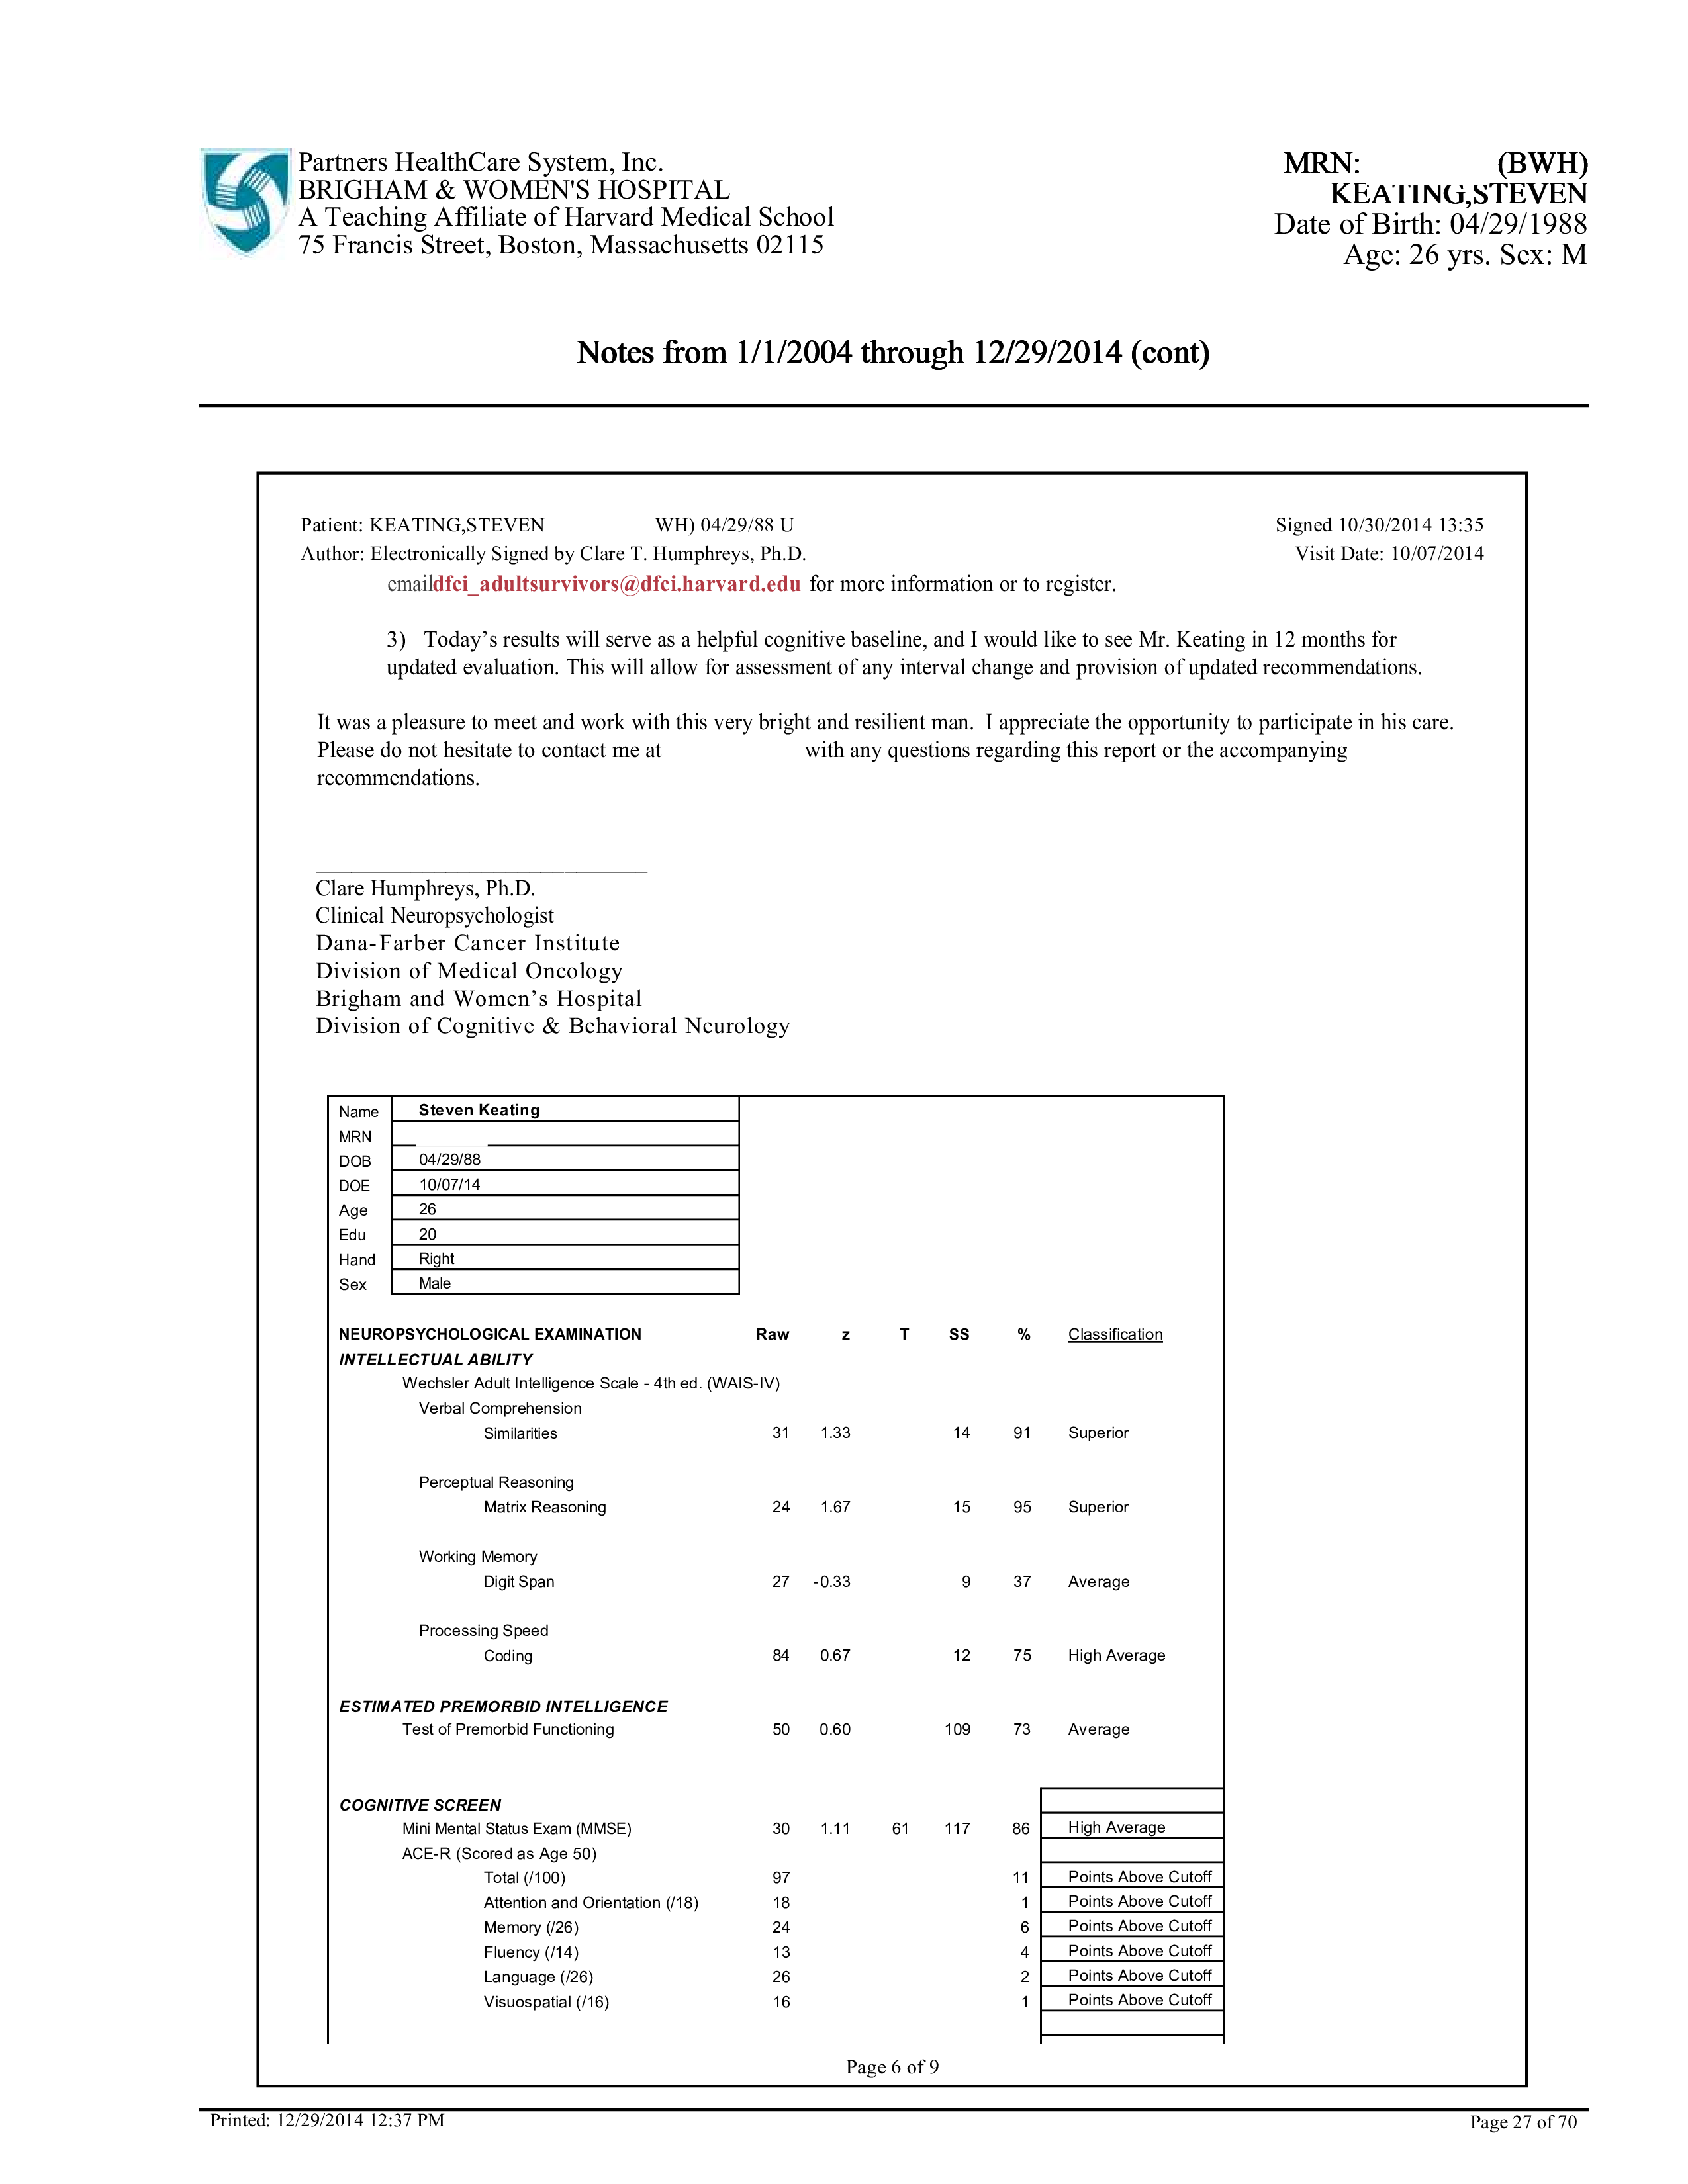 Partners HealthCare System, Inc.
BRIGHAM & WOMEN'S HOSPITAL
A Teaching Affiliate of Harvard Medical School
75 Francis Street, Boston, Massachusetts 02115
MRN: (BWH)
KEATING,STEVEN
Date of Birth: 04/29/1988
Age: 26 yrs. Sex: M
Notes from 1/1/2004 through 12/29/2014 (cont)
Patient: KEATING,STEVEN WH) 04/29/88 U Signed 10/30/2014 13:35
Author: Electronically Signed by Clare T. Humphreys, Ph.D. Visit Date: 10/07/2014
emaildfci_adultsurvivors@dfci.harvard.edu for more information or to register.
3) Today’s results will serve as a helpful cognitive baseline, and I would like to see Mr. Keating in 12 months for
updated evaluation. This will allow for assessment of any interval change and provision of updated recommendations.
It was a pleasure to meet and work with this very bright and resilient man. I appreciate the opportunity to participate in his care.
Please do not hesitate to contact me at with any questions regarding this report or the accompanying
recommendations.
Clare Humphreys, Ph.D.
Clinical Neuropsychologist
Dana-Farber Cancer Institute
Division of Medical Oncology
Brigham and Women’s Hospital
Division of Cognitive & Behavioral Neurology
Name Steven Keating
MRN
DOB 04/29/88
DOE 10/07/14
Age 26
Edu 20
Hand Right
Sex Male
NEUROPSYCHOLOGICAL EXAMINATION Raw z T SS % Classification
INTELLECTUAL ABILITY
Wechsler Adult Intelligence Scale - 4th ed. (WAIS-IV)
Verbal Comprehension
Similarities 31 1.33 14 91 Superior
Perceptual Reasoning
Matrix Reasoning 24 1.67 15 95 Superior
Working Memory
Digit Span 27 -0.33 9 37 Average
Processing Speed
Coding 84 0.67 12 75 High Average
ESTIMATED PREMORBID INTELLIGENCE
Test of Premorbid Functioning 50 0.60 109 73 Average
COGNITIVE SCREEN
Mini Mental Status Exam (MMSE) 30 1.11 61 117 86 High Average
ACE-R (Scored as Age 50)
Total (/100) 97 11 Points Above Cutoff
Attention and Orientation (/18) 18 1 Points Above Cutoff
Memory (/26) 24 6 Points Above Cutoff
Fluency (/14) 13 4 Points Above Cutoff
Language (/26) 26 2 Points Above Cutoff
Visuospatial (/16) 16 1 Points Above Cutoff
Page 6 of 9
Printed: 12/29/2014 12:37 PM
Page 27 of 70